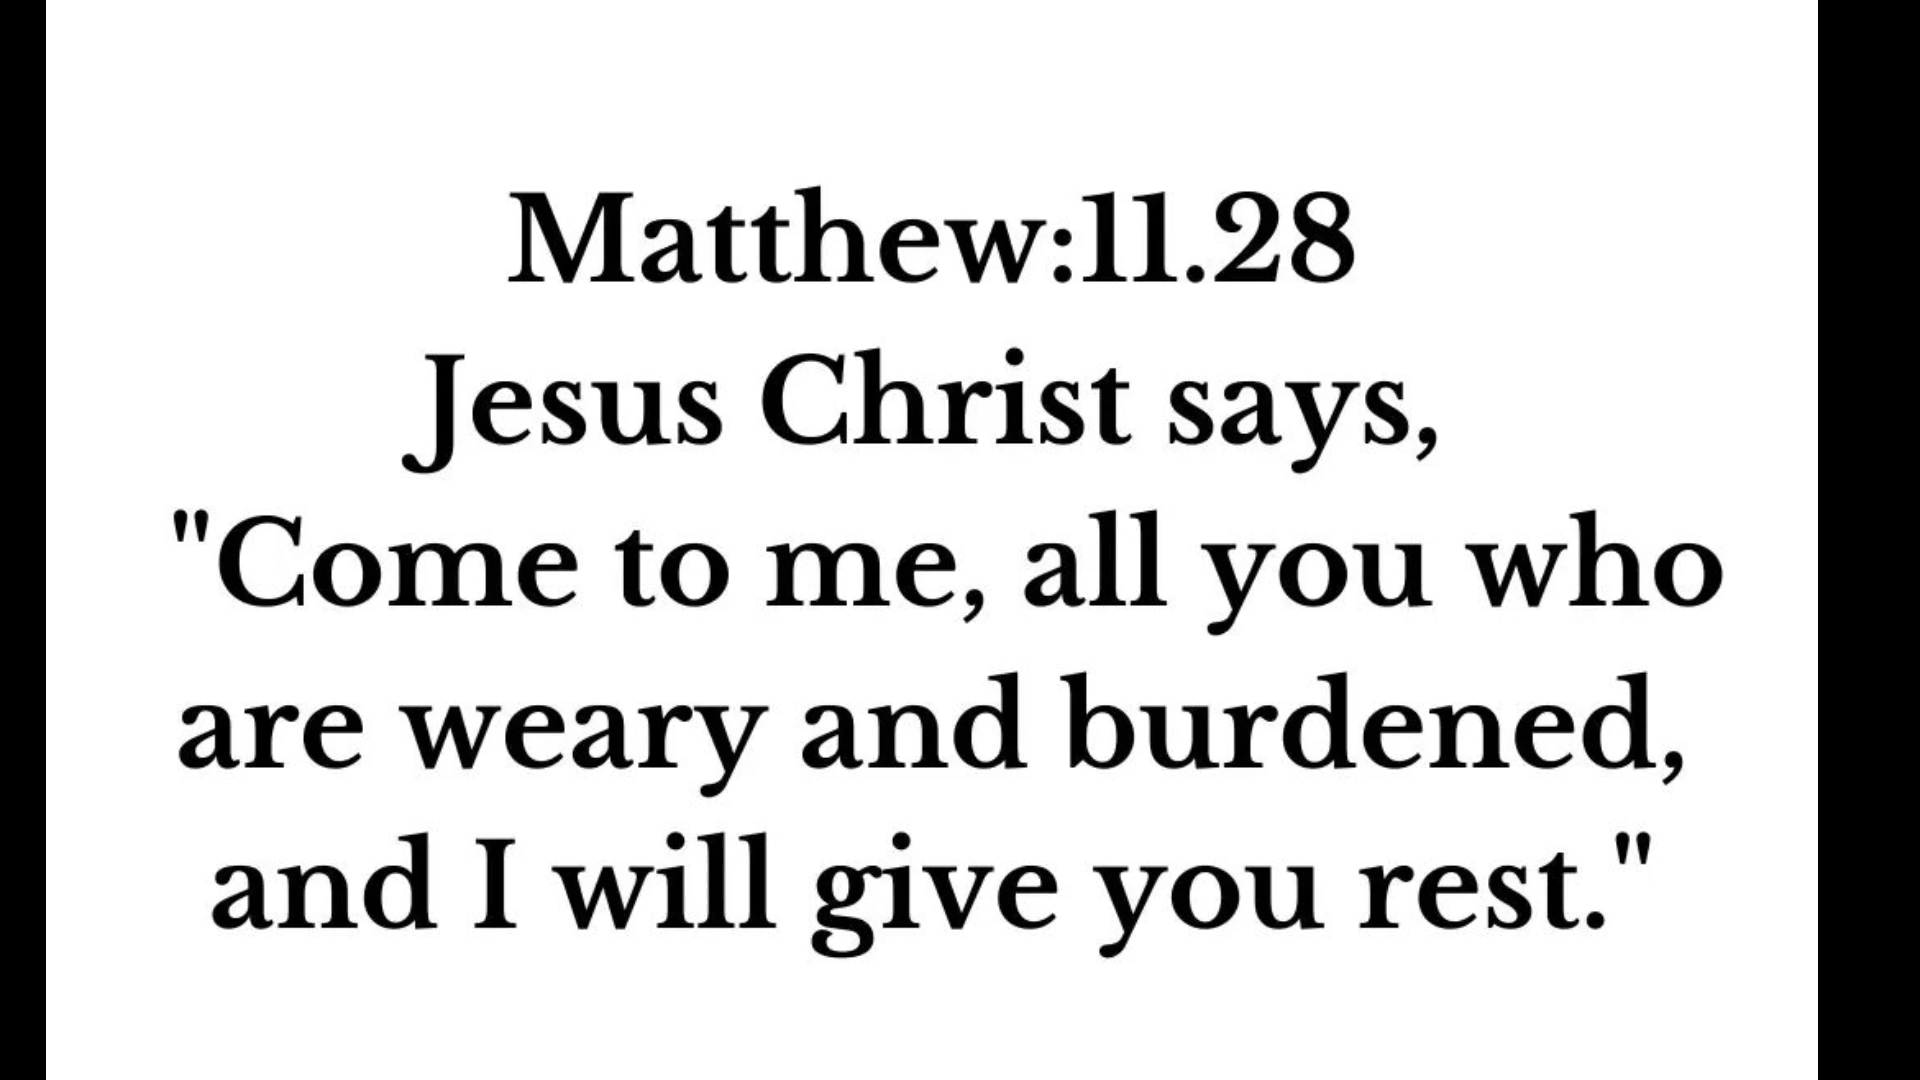 Matthew:11.28
Jesus Christ says,
"Come to me, all you who
are weary and burdened,
and I will give you rest."